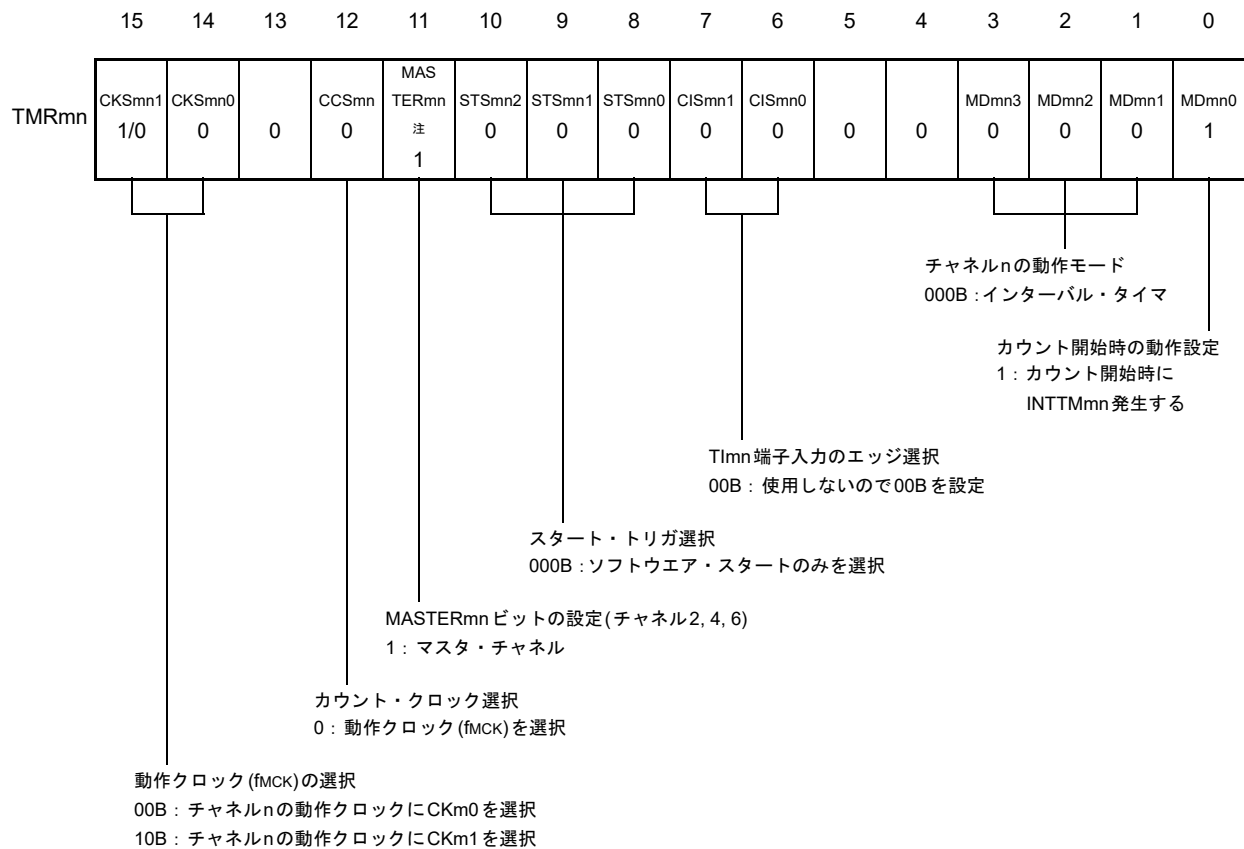 15 14 13 12 11 10 9 8 7 6 5 4 3 2 1 0
TMRmn
CKSmn1 CKSmn0 CCSmn MAS TERmn 注 STSmn2 STSmn1 STSmn0 CISmn1 CISmn0 MDmn3 MDmn2 MDmn1 MDmn0
1/0 0 0 0 1 0 0 0 0 0 0 0 0 0 0 1
チャネルnの動作モード
000B：インターバル・タイマ
カウント開始時の動作設定
1：カウント開始時に
INTTMmn発生する
TImn端子入力のエッジ選択
00B：使用しないので00Bを設定
スタート・トリガ選択
000B：ソフトウエア・スタートのみを選択
MASTERmnビットの設定(チャネル2, 4, 6)
1：マスタ・チャネル
カウント・クロック選択
0：動作クロック(fMCK)を選択
動作クロック(fMCK)の選択
00B：チャネルnの動作クロックにCKm0を選択
10B：チャネルnの動作クロックにCKm1を選択